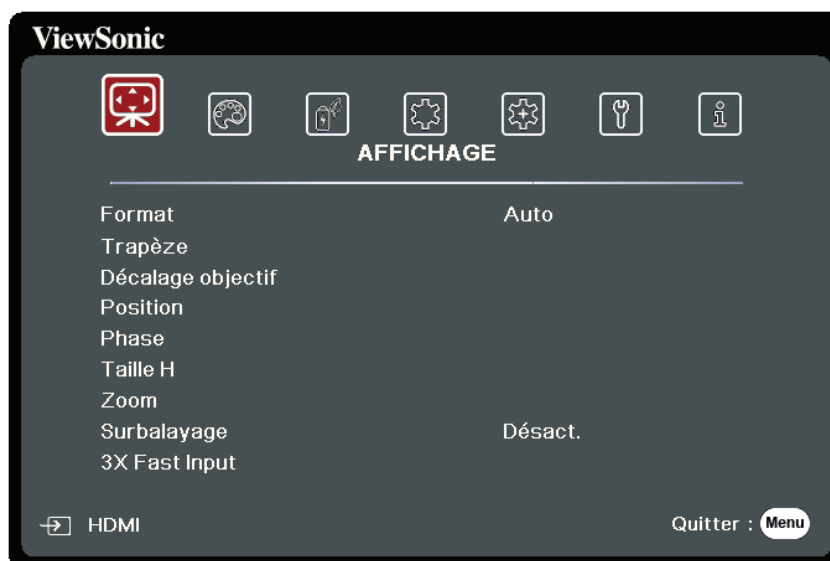 ViewSonic
AFFICHAGE
Format Auto
Trapèze
Décalage objectif
Position
Phase
Taille H
Zoom
Surbalayage Désact.
3X Fast Input
HDMI Quitter : Menu